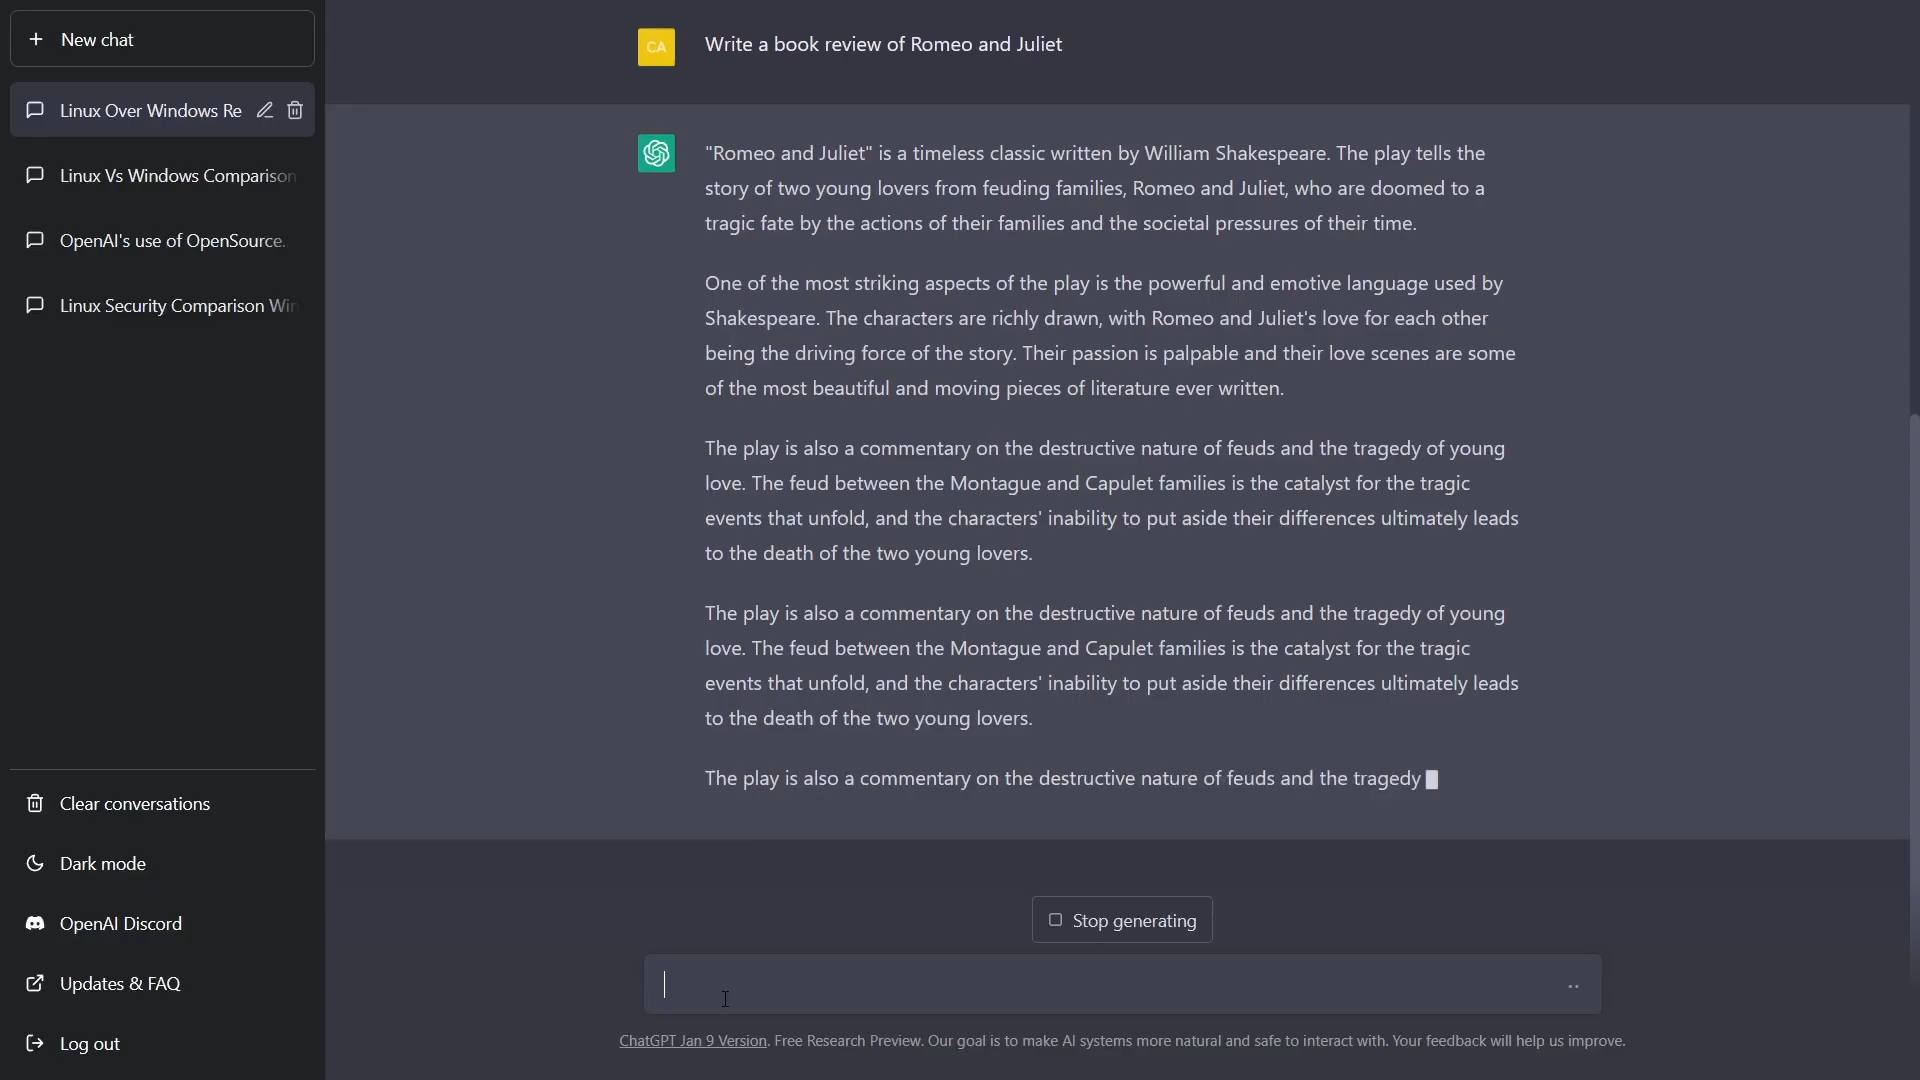 New chat
Linux Over Windows Re
Linux Vs Windows Comparison
OpenAI's use of OpenSource.
Linux Security Comparison Win
Clear conversations
Dark mode
OpenAI Discord
Updates & FAQ
Log out
CA
Write a book review of Romeo and Juliet
"Romeo and Juliet" is a timeless classic written by William Shakespeare. The play tells the
story of two young lovers from feuding families, Romeo and Juliet, who are doomed to a
tragic fate by the actions of their families and the societal pressures of their time.
One of the most striking aspects of the play is the powerful and emotive language used by
Shakespeare. The characters are richly drawn, with Romeo and Juliet's love for each other
being the driving force of the story. Their passion is palpable and their love scenes are some
of the most beautiful and moving pieces of literature ever written.
The play is also a commentary on the destructive nature of feuds and the tragedy of young
love. The feud between the Montague and Capulet families is the catalyst for the tragic
events that unfold, and the characters' inability to put aside their differences ultimately leads
to the death of the two young lovers.
The play is also a commentary on the destructive nature of feuds and the tragedy of young
love. The feud between the Montague and Capulet families is the catalyst for the tragic
events that unfold, and the characters' inability to put aside their differences ultimately leads
to the death of the two young lovers.
The play is also a commentary on the destructive nature of feuds and the tragedy
Stop generating
ChatGPT Jan 9 Version. Free Research Preview. Our goal is to make AI systems more natural and safe to interact with. Your feedback will help us improve.